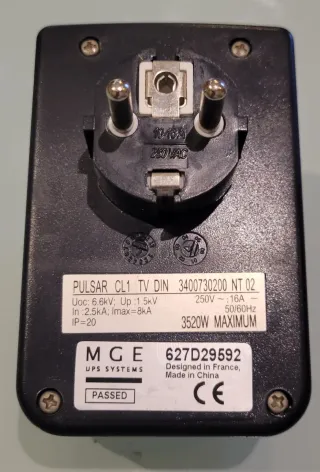 10-16A
250VAC
PULSAR CL1 TV DIN 3400730200 NT 02
Uoc: 6.6kV; Up :1.5kV 250V ~ 16A ~
In :2.5kA; Imax=8kA 50/60Hz
IP=20 3520W MAXIMUM
MGE 627D29592
UPS SYSTEMS Designed in France,
Made in China
PASSED CE